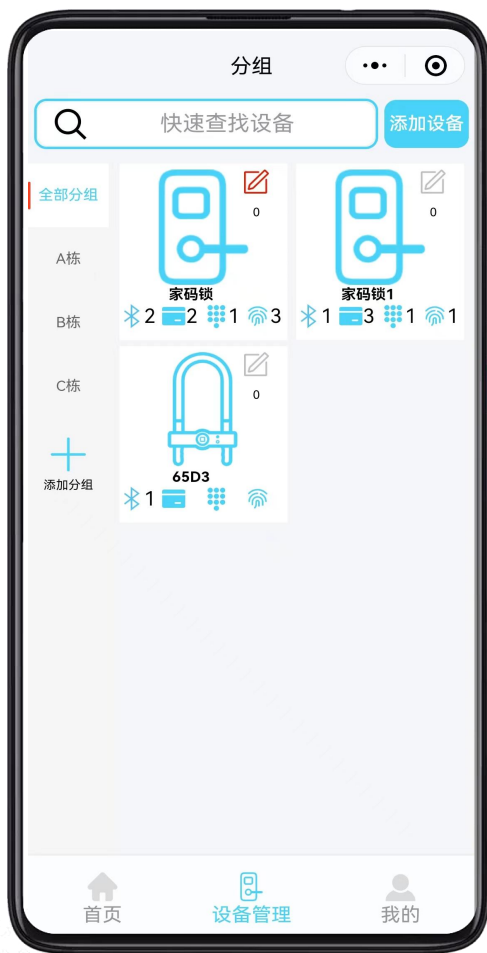 分组
快速查找设备
添加设备
全部分组
A栋
B栋
C栋
添加分组
0
家码锁
2 2 1 3
0
家码锁1
1 3 1 1
0
65D3
1
首页
设备管理
我的